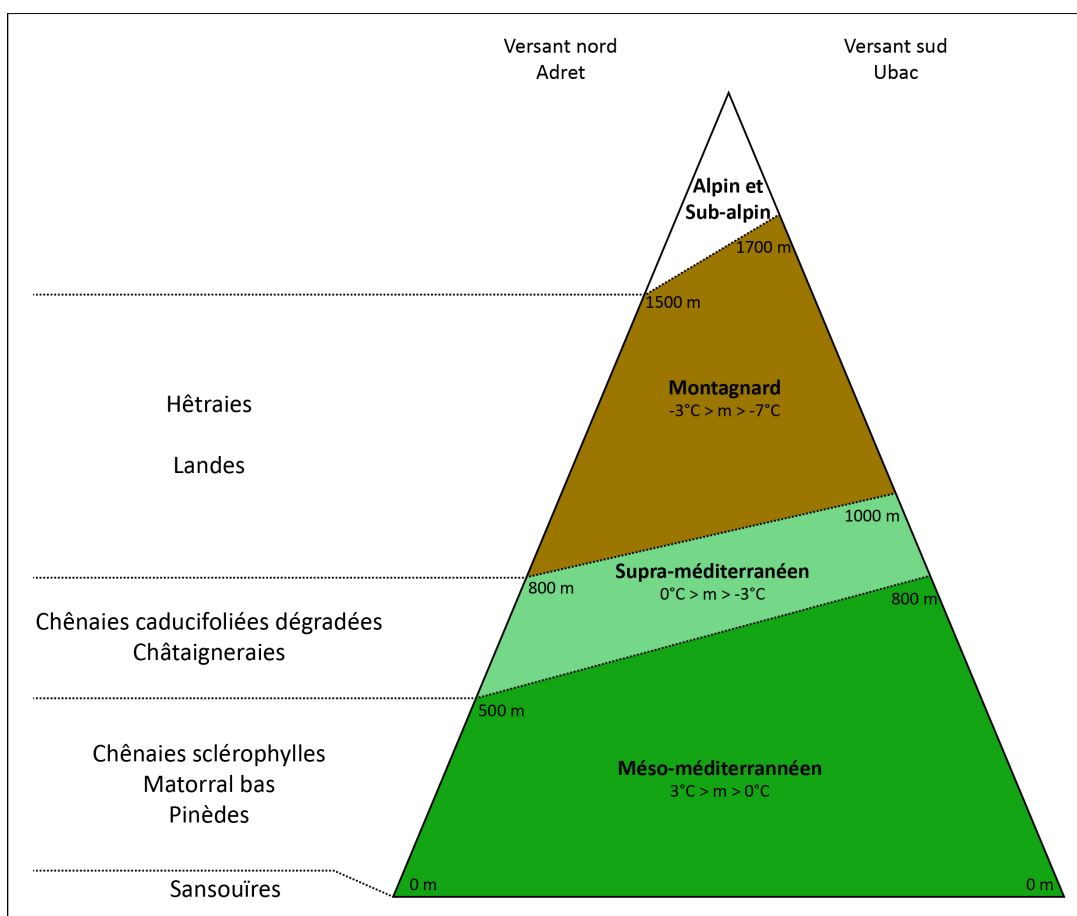 Versant nord
Adret
Versant sud
Ubac
Alpin et
Sub-alpin
1700 m
1500 m
Hêtraies
Landes
Montagnard
-3°C > m > -7°C
1000 m
800 m
Supra-méditerranéen
0°C > m > -3°C
800 m
Chênaies caducifoliées dégradées
Châtaigneraies
500 m
Chênaies sclérophylles
Matorral bas
Pinèdes
Méso-méditerrannéen
3°C > m > 0°C
Sansouïres
0 m
0 m